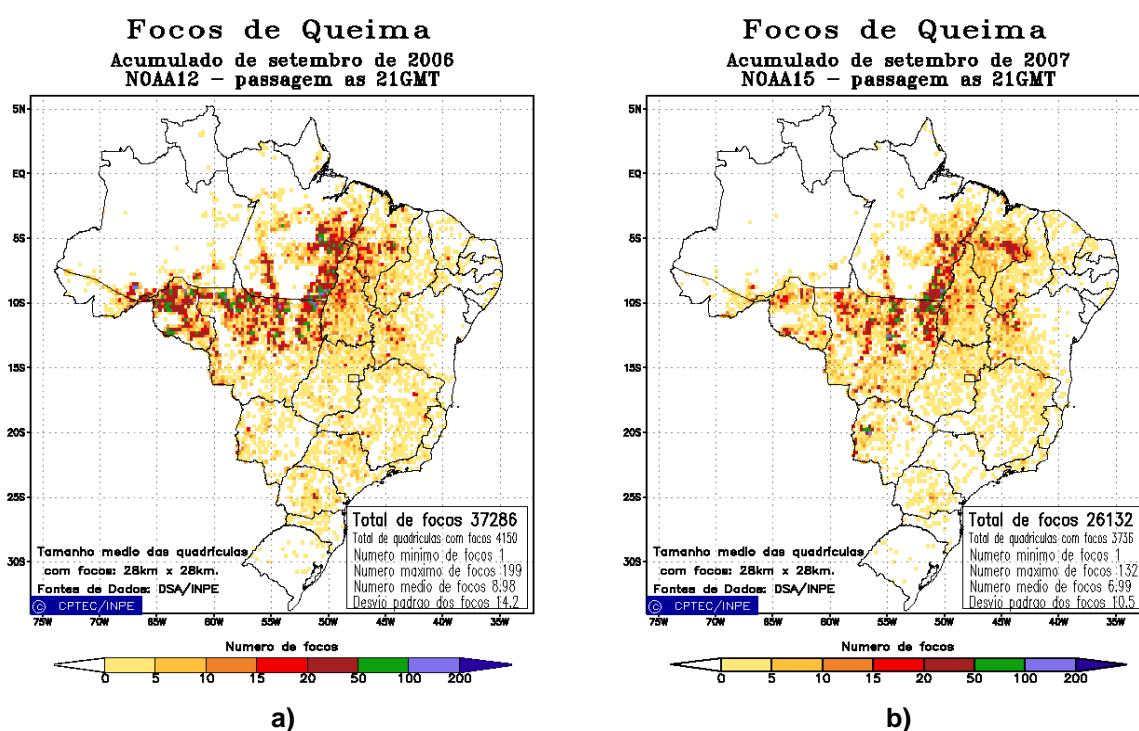 Focos de Queima
Acumulado de setembro de 2006
NOAA12 – passagem as 21GMT
5N
EQ
5S
10S
15S
20S
25S
30S
Total de focos 37286
Total de quadriculas com focos 4150
Numero minimo de focos 1
Numero maximo de focos 199
Numero medio de focos 8.98
Desvio padrao dos focos 14.2
Tamanho medio das quadrículas
com focos: 28km x 28km.
Fontes de Dados: DSA/INPE
© CPTEC/INPE
75W 70W 65W 60W 55W 50W 45W 40W 35W
Numero de focos
0 5 10 15 20 50 100 200
a)
Focos de Queima
Acumulado de setembro de 2007
NOAA15 – passagem as 21GMT
5N
EQ
5S
10S
15S
20S
25S
30S
Total de focos 26132
Total de quadriculas com focos 3736
Numero minimo de focos 1
Numero maximo de focos 132
Numero medio de focos 6.99
Desvio padrao dos focos 10.5
Tamanho medio das quadrículas
com focos: 28km x 28km.
Fontes de Dados: DSA/INPE
© CPTEC/INPE
75W 70W 65W 60W 55W 50W 45W 40W 35W
Numero de focos
0 5 10 15 20 50 100 200
b)